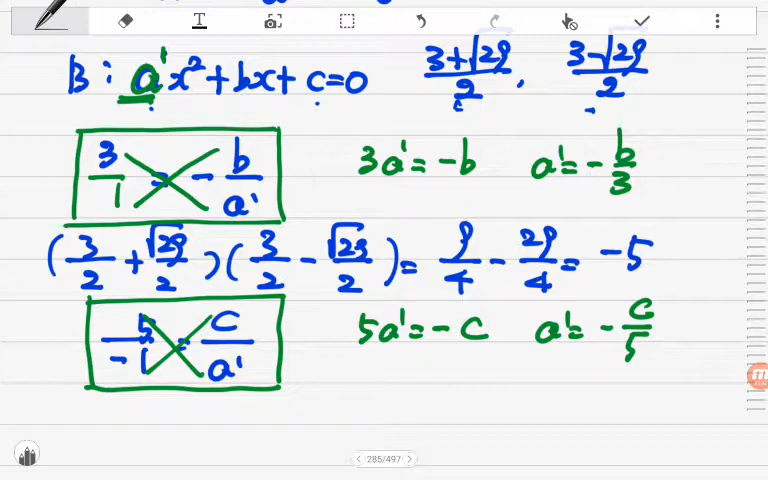 B : a'x² + bx + c = 0   (3+√29)/2 , (3-√29)/2
3/1 = - b/a'   3a' = -b   a' = - b/3
(3/2 + √29/2)(3/2 - √29/2) = 9/4 - 29/4 = -5
5/-1 = c/a'   5a' = -c   a' = - c/5
285/497